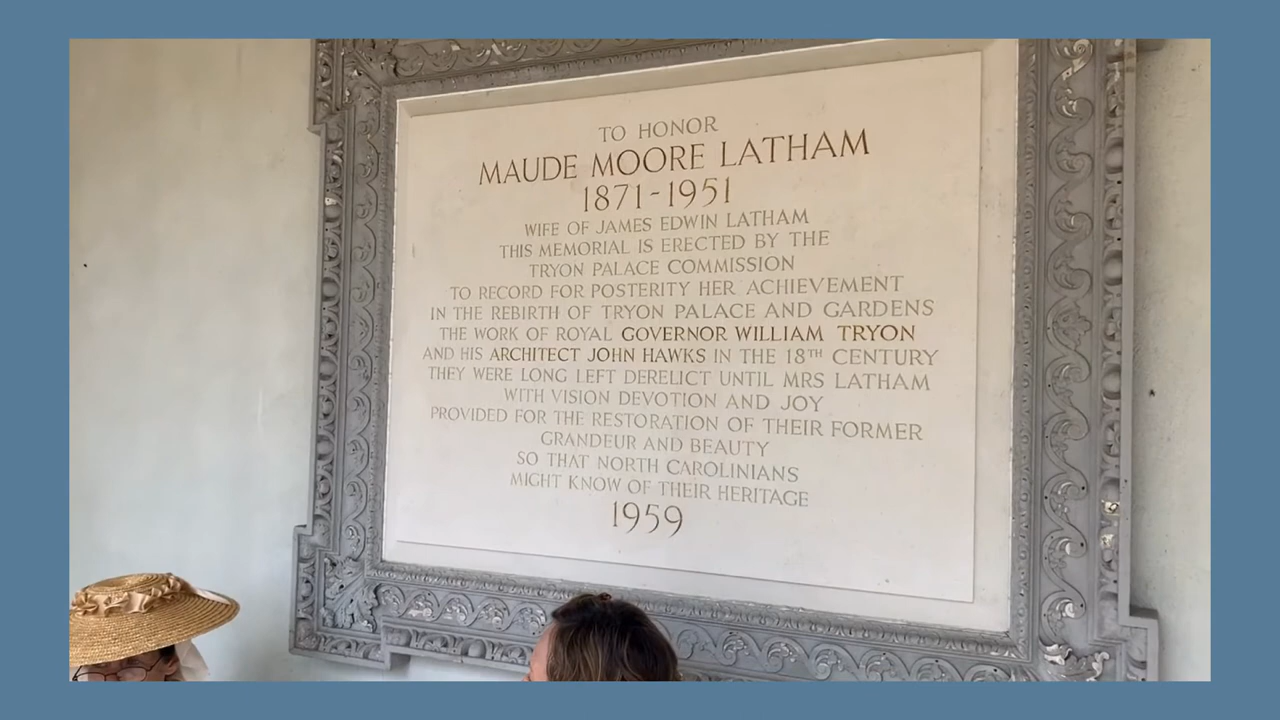 TO HONOR
MAUDE MOORE LATHAM
1871-1951
WIFE OF JAMES EDWIN LATHAM
THIS MEMORIAL IS ERECTED BY THE
TRYON PALACE COMMISSION
TO RECORD FOR POSTERITY HER ACHIEVEMENT
IN THE REBIRTH OF TRYON PALACE AND GARDENS
THE WORK OF ROYAL GOVERNOR WILLIAM TRYON
AND HIS ARCHITECT JOHN HAWKS IN THE 18TH CENTURY
THEY WERE LONG LEFT DERELICT UNTIL MRS LATHAM
WITH VISION DEVOTION AND JOY
PROVIDED FOR THE RESTORATION OF THEIR FORMER
GRANDEUR AND BEAUTY
SO THAT NORTH CAROLINIANS
MIGHT KNOW OF THEIR HERITAGE
1959